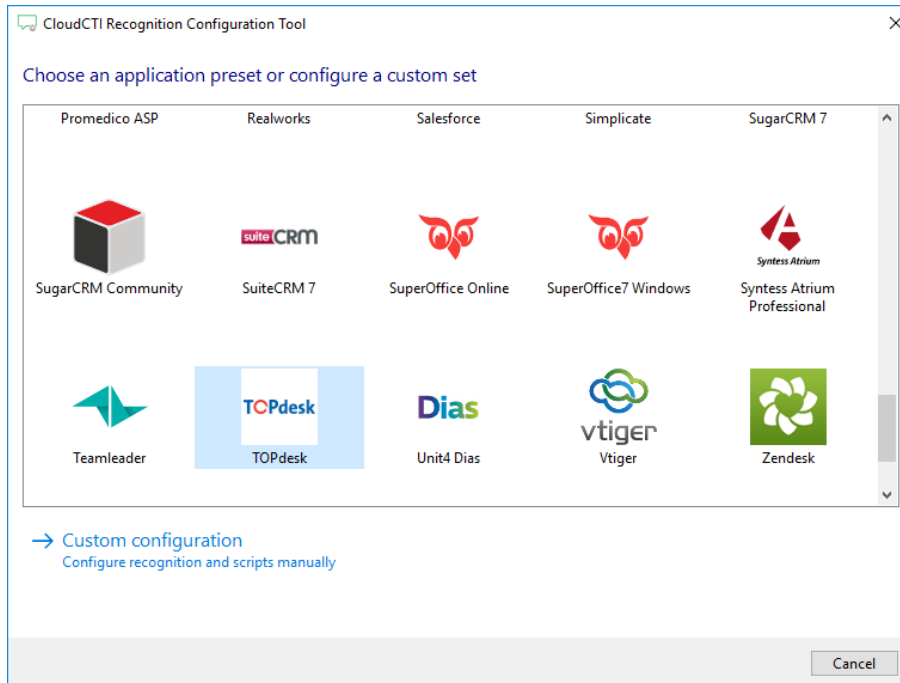 CloudCTI Recognition Configuration Tool
Choose an application preset or configure a custom set
Promedico ASP
Realworks
Salesforce
Simplicate
SugarCRM 7
suiteCRM
Syntess Atrium
SugarCRM Community
SuiteCRM 7
SuperOffice Online
SuperOffice7 Windows
Syntess Atrium
Professional
TOPdesk
Dias
vtiger
Teamleader
TOPdesk
Unit4 Dias
Vtiger
Zendesk
Custom configuration
Configure recognition and scripts manually
Cancel